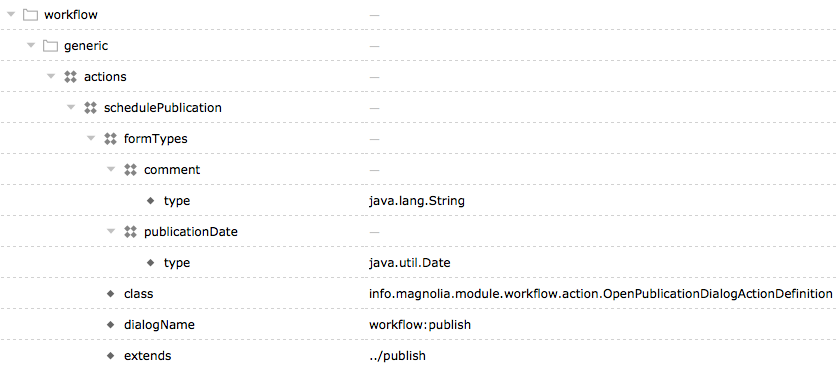 workflow —
generic —
actions —
schedulePublication —
formTypes —
comment —
type java.lang.String
publicationDate —
type java.util.Date
class info.magnolia.module.workflow.action.OpenPublicationDialogActionDefinition
dialogName workflow:publish
extends ../publish